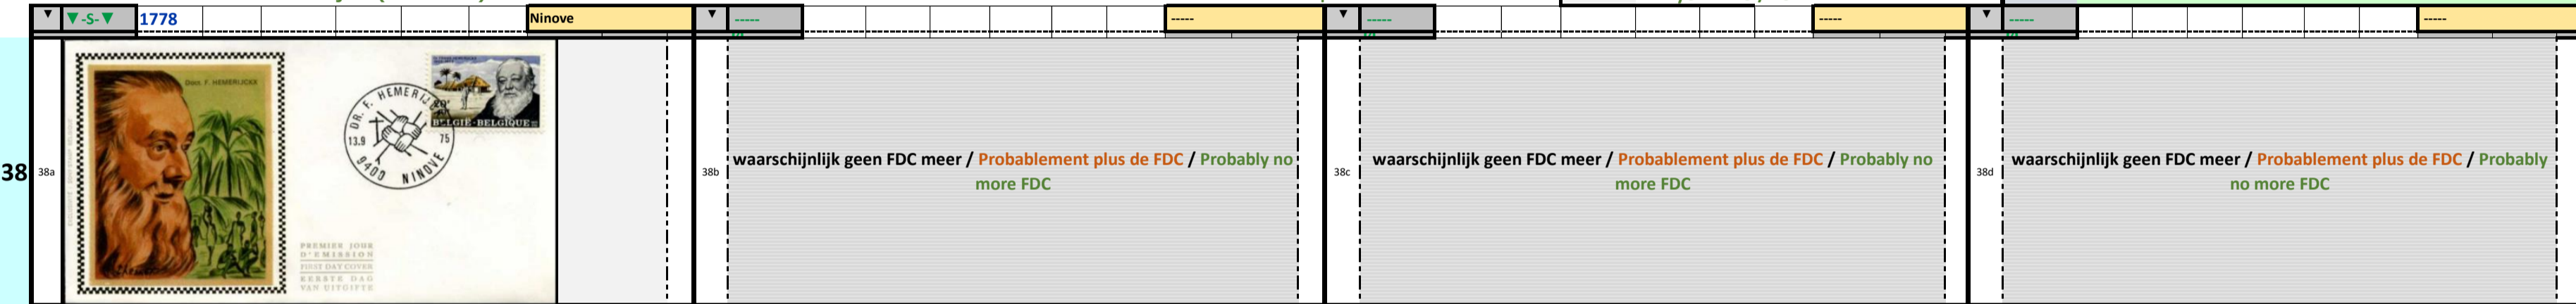 ▼ ▼ -S- ▼ 1778 Ninove ▼ ----- ----- ▼ ----- ----- ▼ ----- -----
38
38a
Doct. F. HEMERIJCKX
DR. F. HEMERIJ
13.9 75
9400 NINOVE
20F
BELGIË-BELGIQUE
PREMIER JOUR
D'EMISSION
FIRST DAY COVER
EERSTE DAG
VAN UITGIFTE
38b
waarschijnlijk geen FDC meer / Probablement plus de FDC / Probably no
more FDC
38c
waarschijnlijk geen FDC meer / Probablement plus de FDC / Probably no
more FDC
38d
waarschijnlijk geen FDC meer / Probablement plus de FDC / Probably
no more FDC